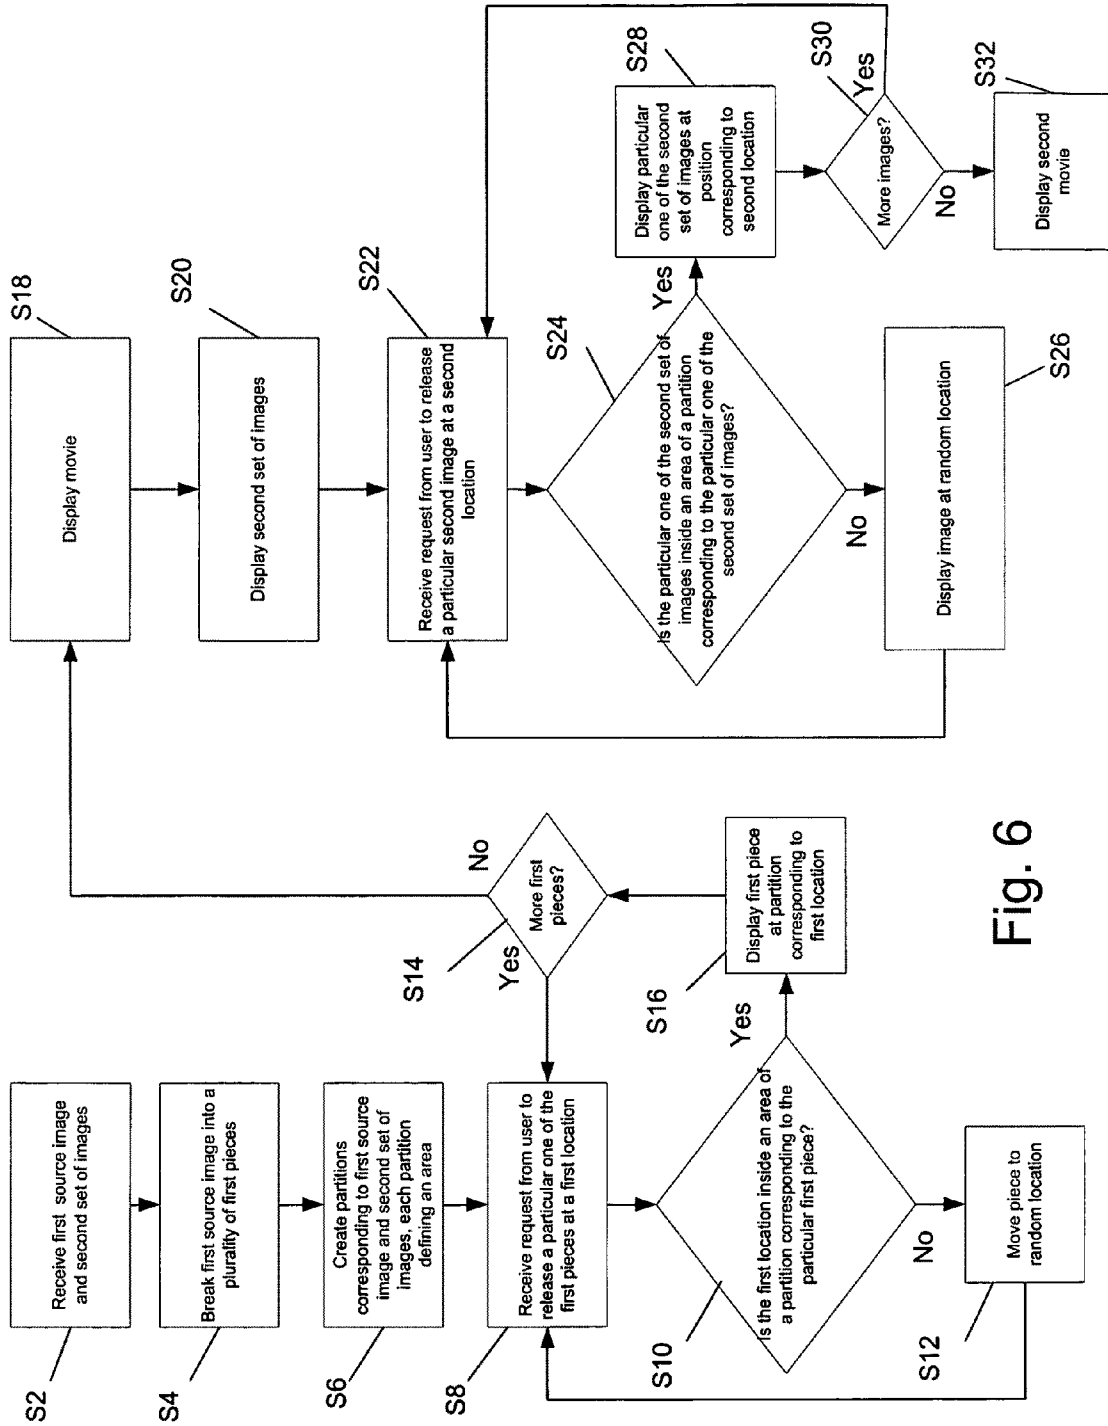 S2
Receive first source image
and second set of images
S4
Break first source image into a
plurality of first pieces
S6
Create partitions
corresponding to first source
image and second set of
images, each partition
defining an area
S8
Receive request from user to
release a particular one of the
first pieces at a first location
S10
Is the first location inside an area of
a partition corresponding to the
particular first piece?
No
Yes
S12
Move piece to
random location
S16
Display first piece
at partition
corresponding to
first location
S14
More first
pieces?
Yes
No
S18
Display movie
S20
Display second set of images
S22
Receive request from user to release
a particular second image at a second
location
S24
Is the particular one of the second set of
images inside an area of a partition
corresponding to the particular one of the
second set of images?
No
Yes
S26
Display image at random location
S28
Display particular
one of the second
set of images at
position
corresponding to
second location
S30
More images?
Yes
No
S32
Display second
movie
Fig. 6